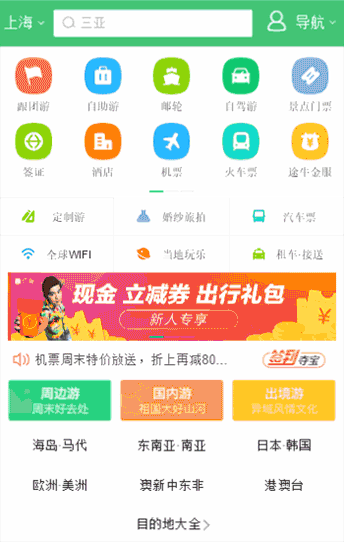 上海 三亚 导航
跟团游 自助游 邮轮 自驾游 景点门票
签证 酒店 机票 火车票 途牛金服
定制游 婚纱旅拍 汽车票
全球WIFI 当地玩乐 租车·接送
现金 立减券 出行礼包
新人专享
机票周末特价放送，折上再减80... 签到夺宝
周边游 国内游 出境游
周末好去处 祖国大好山河 异域风情文化
海岛·马代 东南亚·南亚 日本·韩国
欧洲·美洲 澳新中东非 港澳台
目的地大全